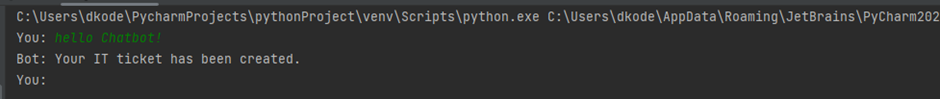 C:\Users\dkode\PycharmProjects\pythonProject\venv\Scripts\python.exe C:\Users\dkode\AppData\Roaming\JetBrains\PyCharm202
You: hello Chatbot!
Bot: Your IT ticket has been created.
You: